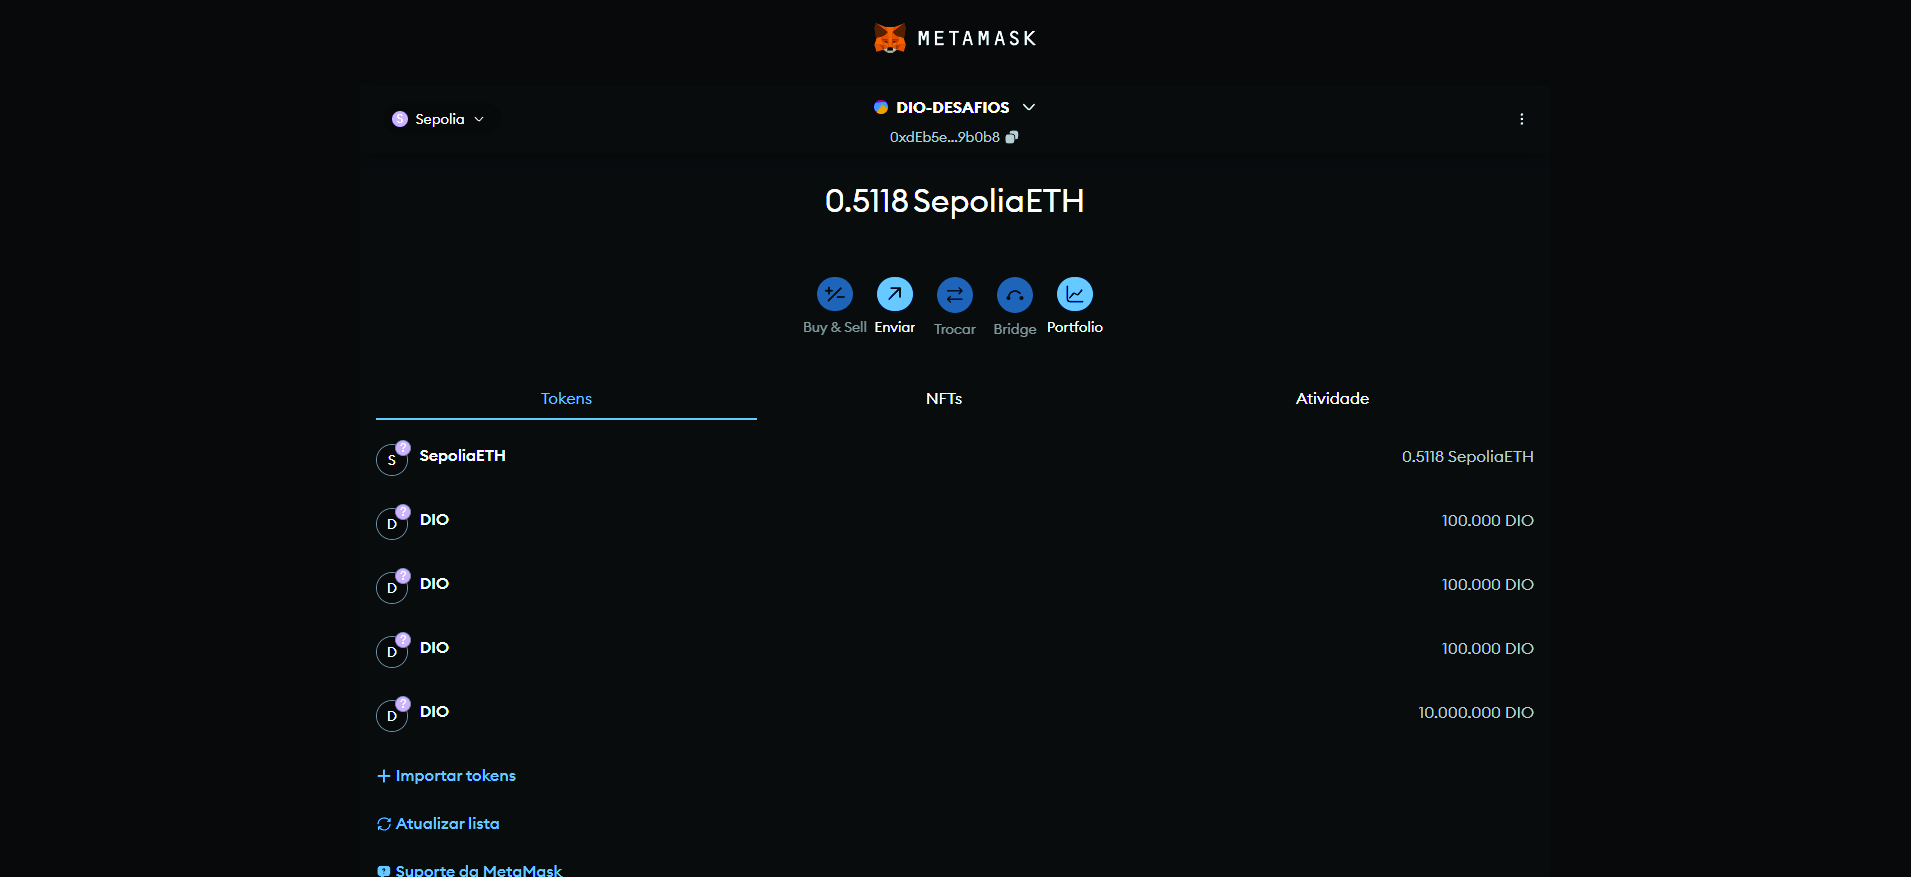 METAMASK
S Sepolia
DIO-DESAFIOS
0xdEb5e...9b0b8
0.5118 SepoliaETH
Buy & Sell Enviar Trocar Bridge Portfolio
Tokens NFTs Atividade
S ? SepoliaETH 0.5118 SepoliaETH
D ? DIO 100.000 DIO
D ? DIO 100.000 DIO
D ? DIO 100.000 DIO
D ? DIO 10.000.000 DIO
+ Importar tokens
Atualizar lista
Suporte da MetaMask